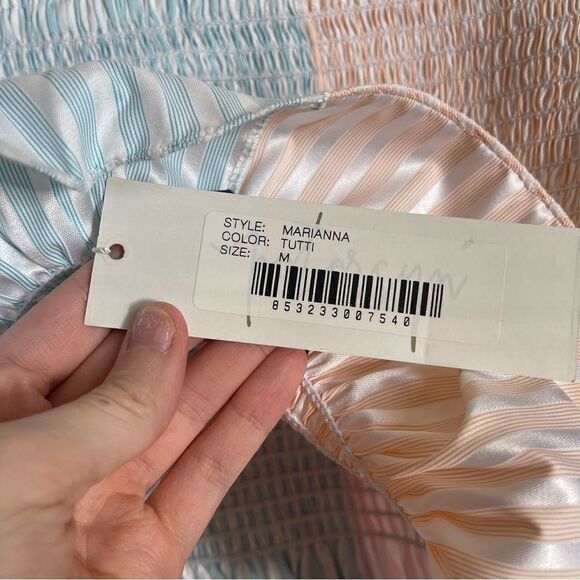 STYLE: MARIANNA
COLOR: TUTTI
SIZE: M
853233007540